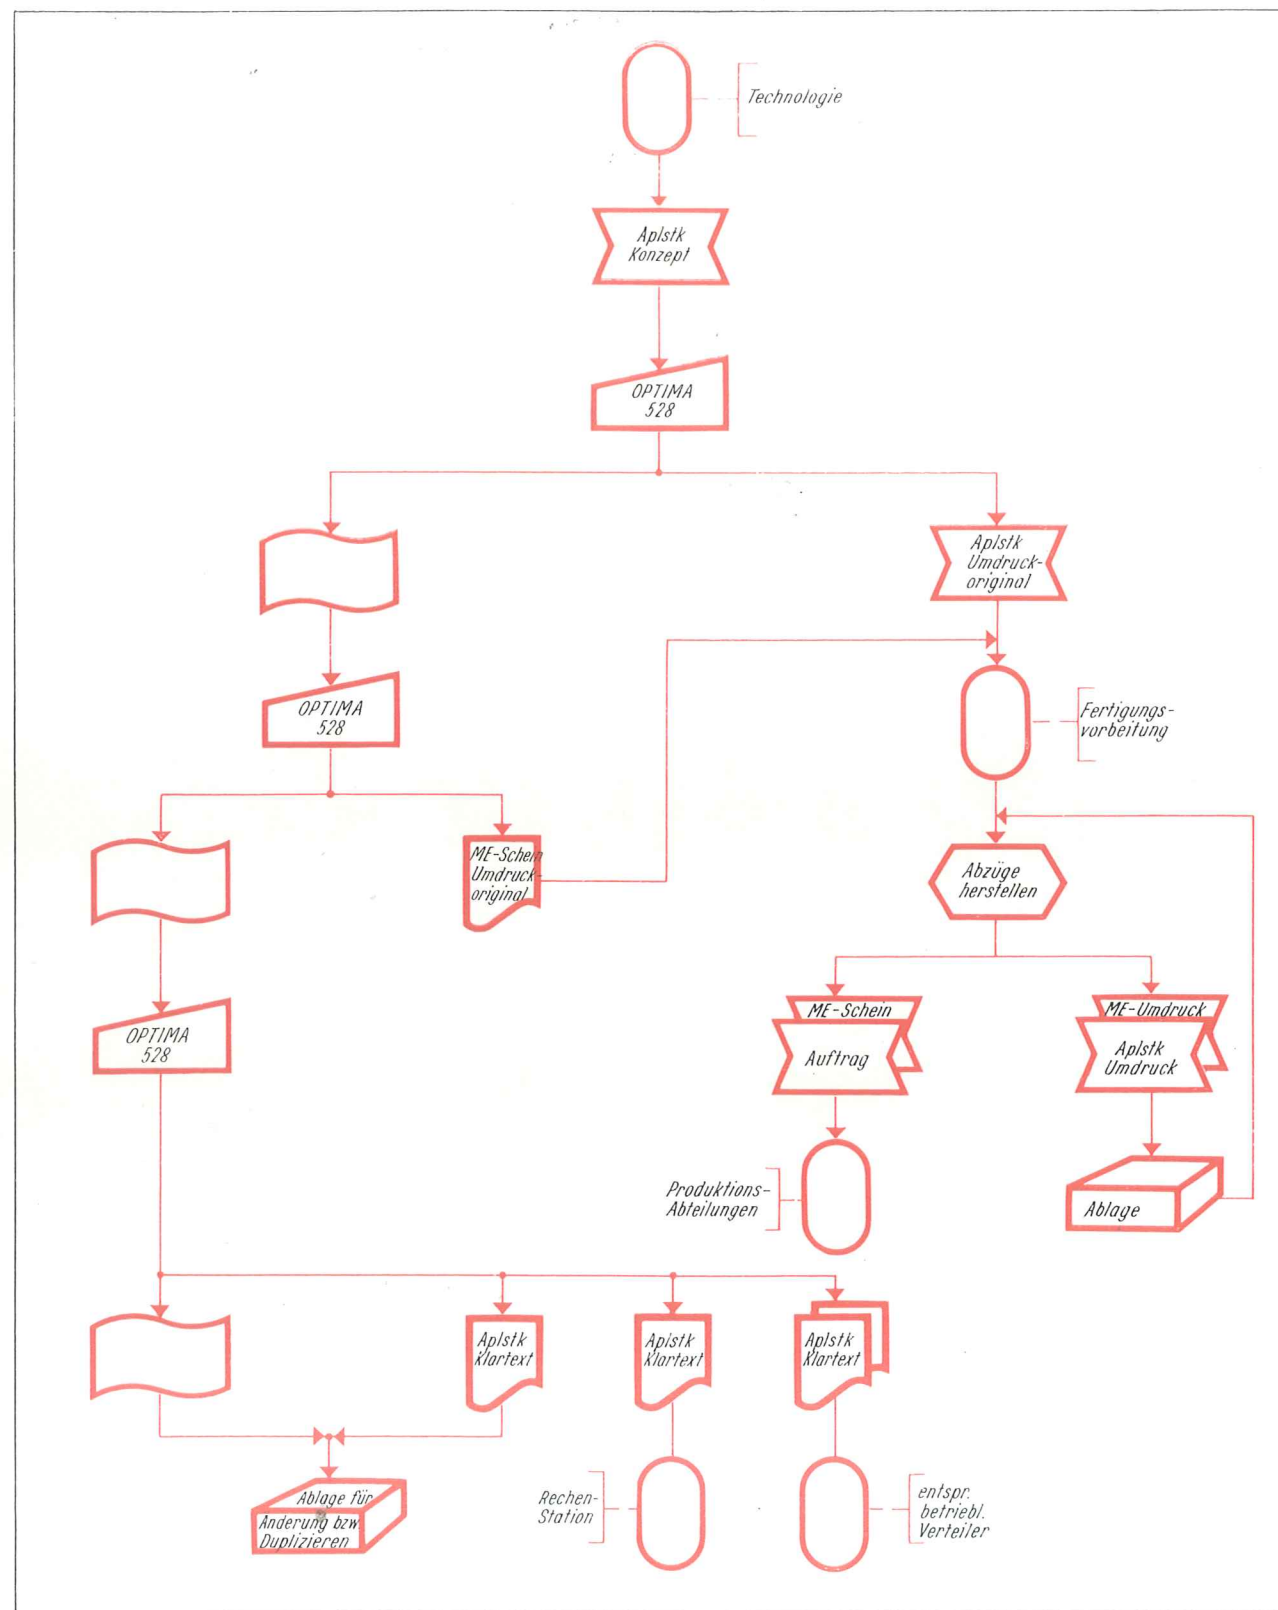 Technologie
Aplstk
Konzept
OPTIMA
528
Aplstk
Umdruck-
original
OPTIMA
528
Fertigungs-
vorbeitung
ME-Schein
Umdruck-
original
Abzüge
herstellen
OPTIMA
528
ME-Schein
Auftrag
ME-Umdruck
Aplstk
Umdruck
Produktions-
Abteilungen
Ablage
Aplstk
Klartext
Aplstk
Klartext
Aplstk
Klartext
Ablage für
Änderung bzw.
Duplizieren
Rechen-
Station
entspr.
betriebl.
Verteiler